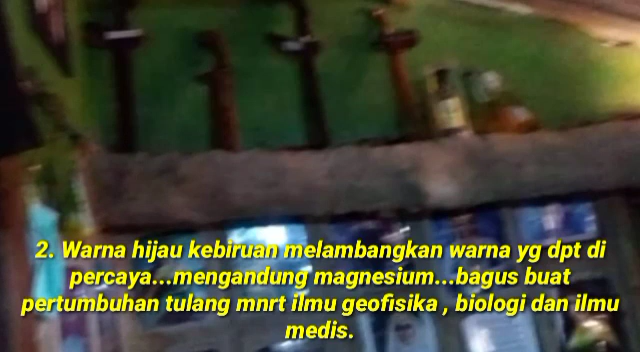 2. Warna hijau kebiruan melambangkan warna yg dpt di
percaya...mengandung magnesium...bagus buat
pertumbuhan tulang mnrt ilmu geofisika , biologi dan ilmu
medis.